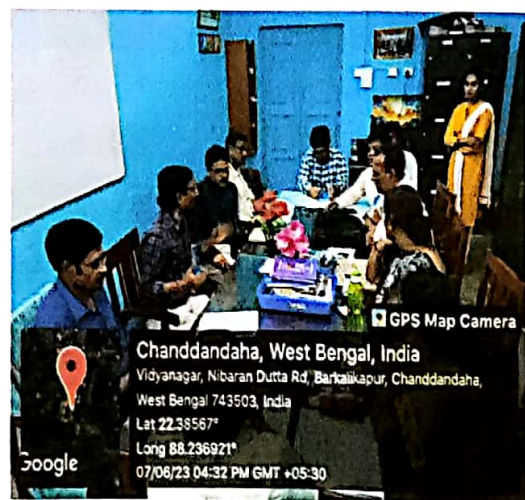 GPS Map Camera
Chanddandaha, West Bengal, India
Vidyanagar, Nibaran Dutta Rd, Barkalikapur, Chanddandaha,
West Bengal 743503, India
Lat 22.38567°
Long 88.236921°
07/06/23 04:32 PM GMT +05:30
Google